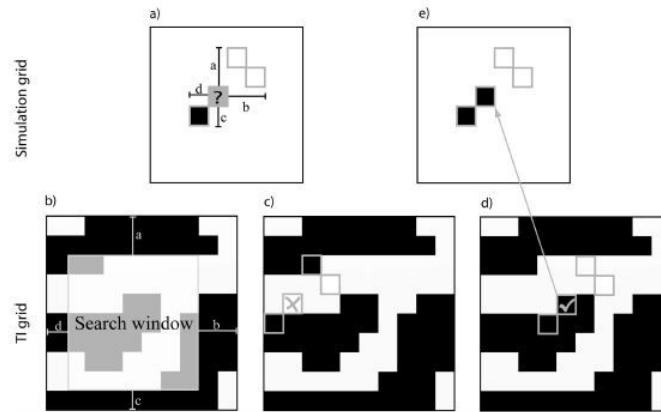 a)
e)
Simulation grid
a
d
?
b
c
b)
c)
d)
TI grid
a
d
Search window
b
c